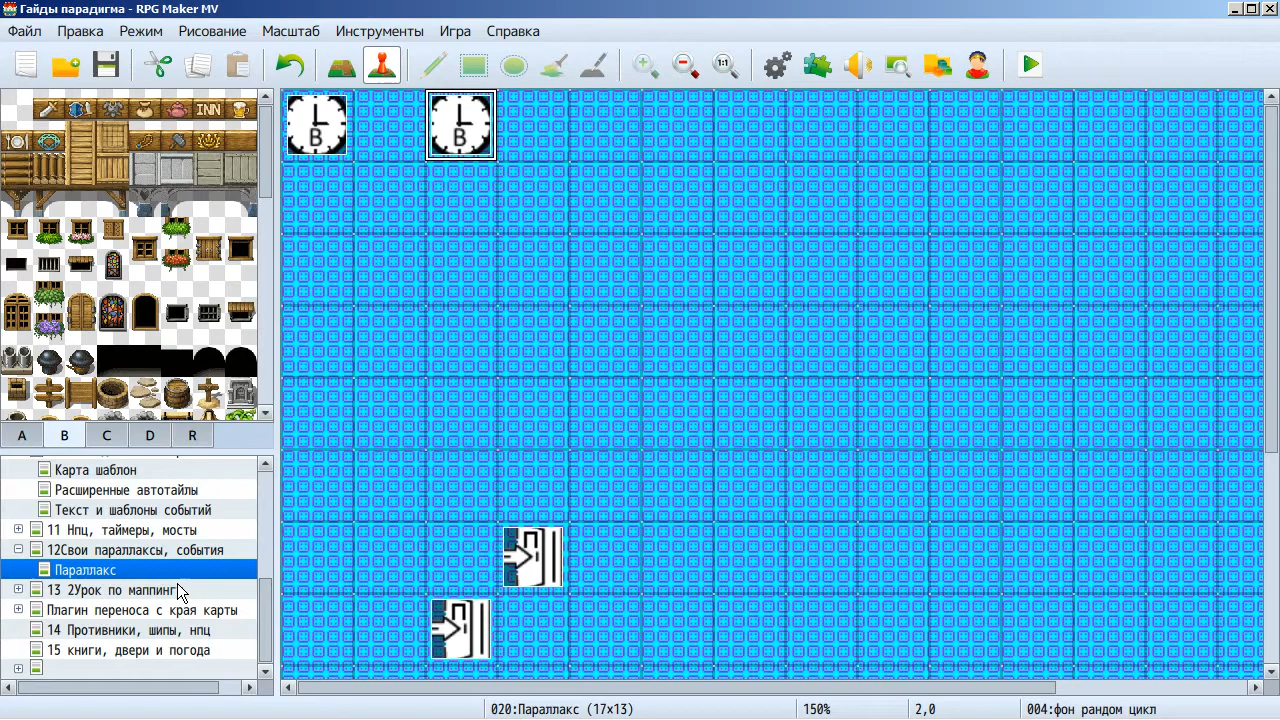 Гайды парадигма - RPG Maker MV
Файл Правка Режим Рисование Масштаб Инструменты Игра Справка
1:1
INN
B
B
A B C D R
Карта шаблон
Расширенные автотайлы
Текст и шаблоны событий
11 Нпц, таймеры, мосты
12Свои параллаксы, события
Параллакс
13 2Урок по маппинг
Плагин переноса с края карты
14 Противники, шипы, нпц
15 книги, двери и погода
020:Параллакс (17x13) 150% 2,0 004:фон рандом цикл